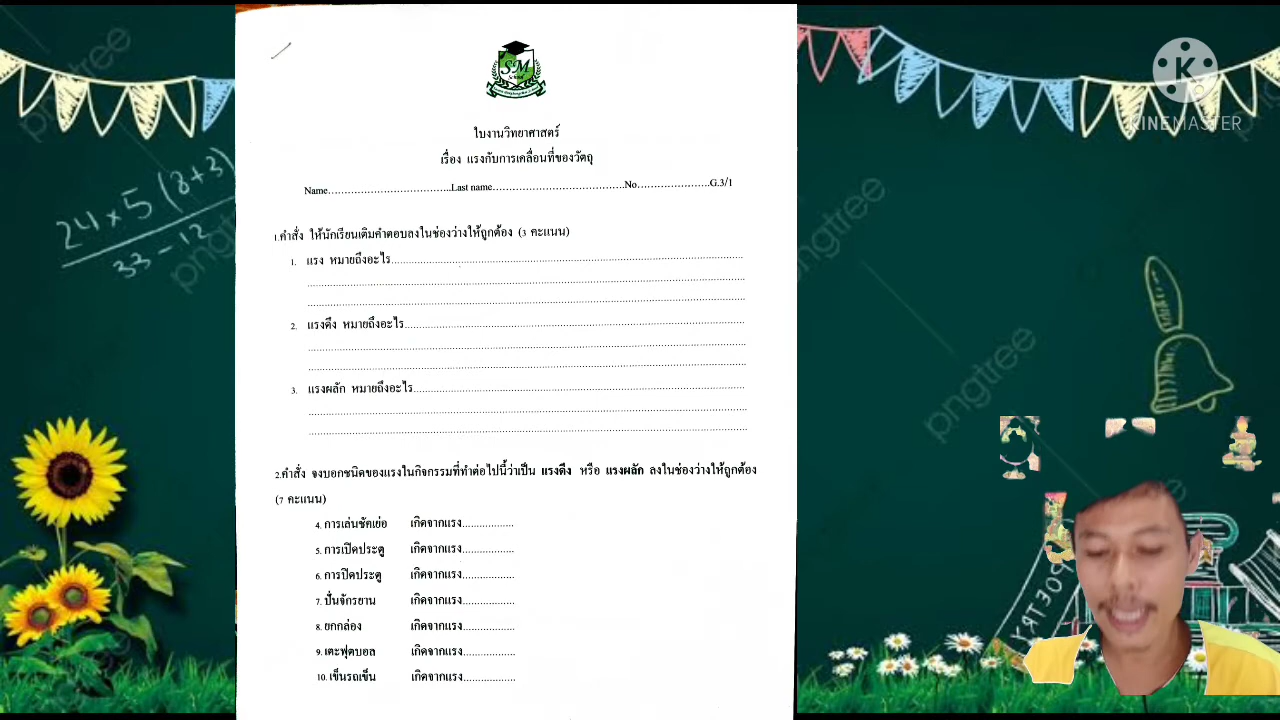 SM
ใบงานวิทยาศาสตร์
เรื่อง แรงกับการเคลื่อนที่ของวัตถุ
Name....................................Last name.......................................No.....................G.3/1
1.คำสั่ง ให้นักเรียนเติมคำตอบลงในช่องว่างให้ถูกต้อง (3 คะแนน)
1. แรง หมายถึงอะไร
2. แรงดึง หมายถึงอะไร
3. แรงผลัก หมายถึงอะไร
2.คำสั่ง จงบอกชนิดของแรงในกิจกรรมที่ทำต่อไปนี้ว่าเป็น แรงดึง หรือ แรงผลัก ลงในช่องว่างให้ถูกต้อง
(7 คะแนน)
4. การเล่นชักเย่อ เกิดจากแรง................
5. การเปิดประตู เกิดจากแรง................
6. การปิดประตู เกิดจากแรง................
7. ปั่นจักรยาน เกิดจากแรง................
8. ยกกล่อง เกิดจากแรง................
9. เตะฟุตบอล เกิดจากแรง................
10. เข็นรถเข็น เกิดจากแรง................
24 × 5 (8+3)
33 - 12
K
KINEMASTER
pngtree
pngtree
pngtree
pngtree
POETRY